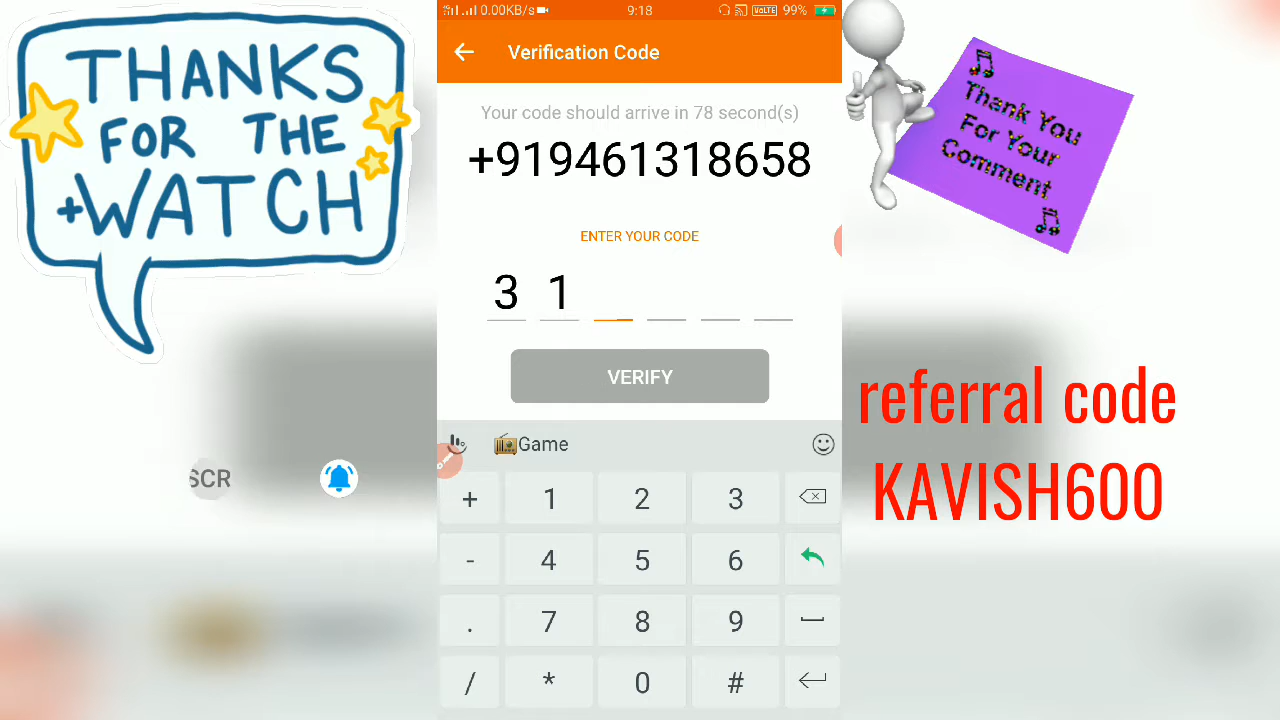 THANKS
FOR THE
+WATCH
0.00KB/s
9:18
VoLTE
99%
Verification Code
Your code should arrive in 78 second(s)
+919461318658
ENTER YOUR CODE
3 1
VERIFY
Game
+ 1 2 3
- 4 5 6
. 7 8 9
/ * 0 #
Thank You
For Your
Comment
referral code
KAVISH600
SCR